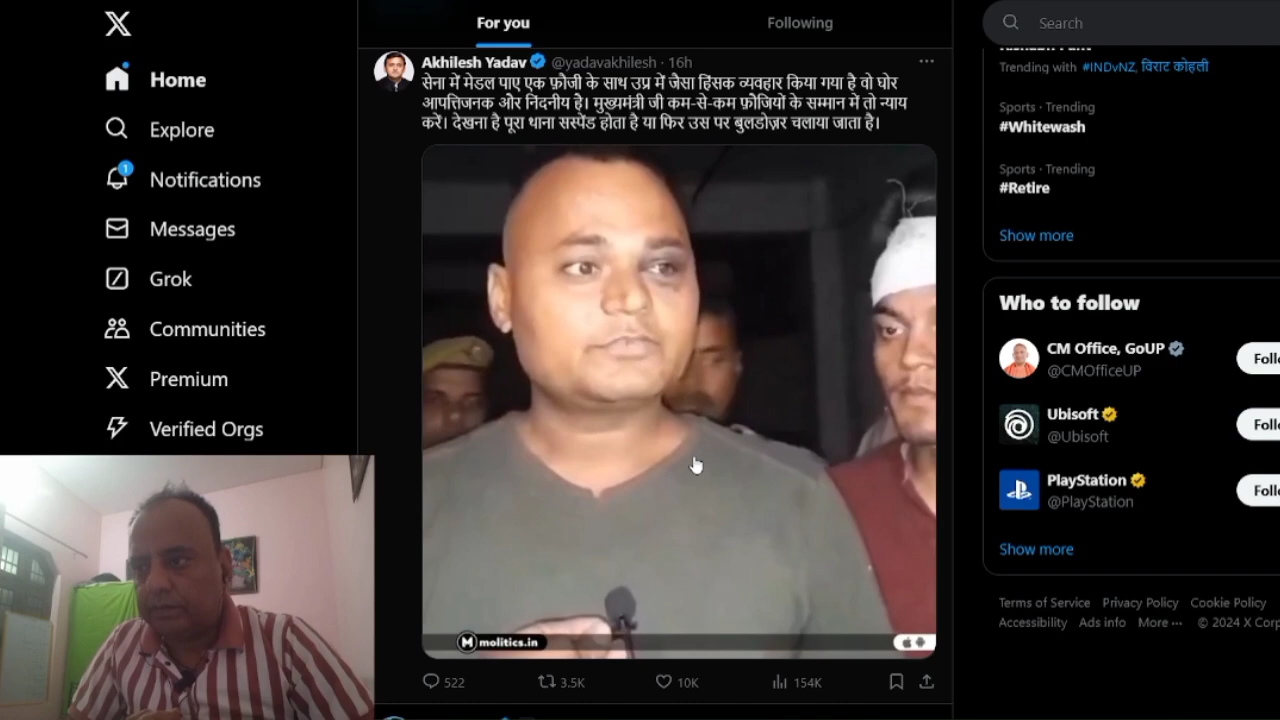 For you
Following
Search
Home
Explore
1
Notifications
Messages
Grok
Communities
Premium
Verified Orgs
Akhilesh Yadav @yadavakhilesh · 16h
सेना में मेडल पाए एक फ़ौजी के साथ उप्र में जैसा हिंसक व्यवहार किया गया है वो घोर
आपत्तिजनक और निंदनीय है। मुख्यमंत्री जी कम-से-कम फ़ौजियों के सम्मान में तो न्याय
करें। देखना है पूरा थाना सस्पेंड होता है या फिर उस पर बुलडोज़र चलाया जाता है।
M molitics.in
522
3.5K
10K
154K
Trending with #INDvNZ, विराट कोहली
Sports · Trending
#Whitewash
Sports · Trending
#Retire
Show more
Who to follow
CM Office, GoUP
@CMOfficeUP
Follo
Ubisoft
@Ubisoft
Follo
PlayStation
@PlayStation
Follo
Show more
Terms of Service Privacy Policy Cookie Policy
Accessibility Ads info More ··· © 2024 X Corp